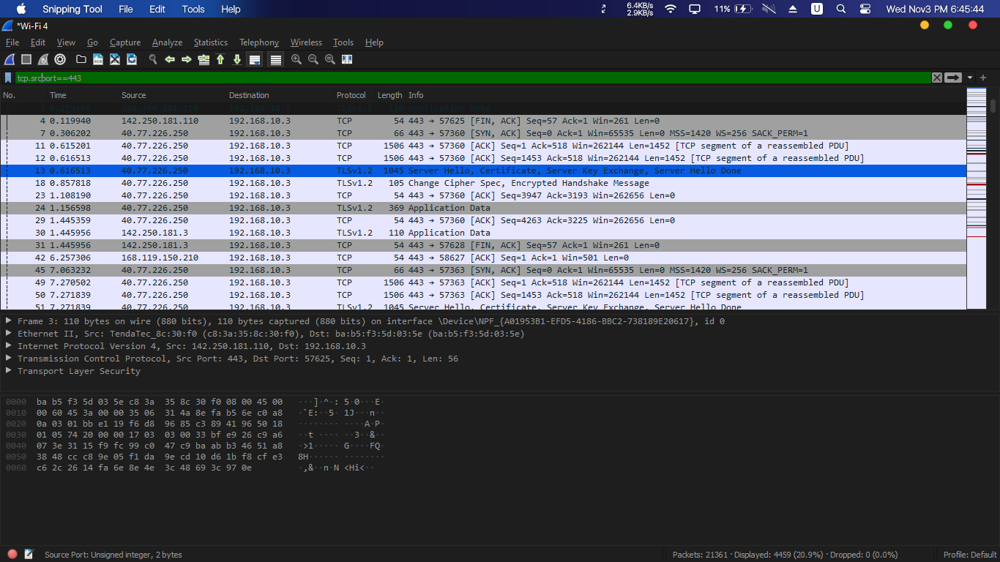 Snipping Tool File Edit Tools Help 6.4KB/s 2.9KB/s 11% U Wed Nov3 PM 6:45:44
*Wi-Fi 4
File Edit View Go Capture Analyze Statistics Telephony Wireless Tools Help
tcp.srcport==443
No. Time Source Destination Protocol Length Info
3 0.119156 142.250.181.110 192.168.10.3 TLSv1.2 110 Application Data
4 0.119940 142.250.181.110 192.168.10.3 TCP 54 443 → 57625 [FIN, ACK] Seq=57 Ack=1 Win=261 Len=0
7 0.306202 40.77.226.250 192.168.10.3 TCP 66 443 → 57360 [SYN, ACK] Seq=0 Ack=1 Win=65535 Len=0 MSS=1420 WS=256 SACK_PERM=1
11 0.615201 40.77.226.250 192.168.10.3 TCP 1506 443 → 57360 [ACK] Seq=1 Ack=518 Win=262144 Len=1452 [TCP segment of a reassembled PDU]
12 0.616513 40.77.226.250 192.168.10.3 TCP 1506 443 → 57360 [ACK] Seq=1453 Ack=518 Win=262144 Len=1452 [TCP segment of a reassembled PDU]
13 0.616513 40.77.226.250 192.168.10.3 TLSv1.2 1045 Server Hello, Certificate, Server Key Exchange, Server Hello Done
18 0.857818 40.77.226.250 192.168.10.3 TLSv1.2 105 Change Cipher Spec, Encrypted Handshake Message
23 1.108190 40.77.226.250 192.168.10.3 TCP 54 443 → 57360 [ACK] Seq=3947 Ack=3193 Win=262656 Len=0
24 1.156598 40.77.226.250 192.168.10.3 TLSv1.2 369 Application Data
29 1.445359 40.77.226.250 192.168.10.3 TCP 54 443 → 57360 [ACK] Seq=4263 Ack=3225 Win=262656 Len=0
30 1.445956 142.250.181.3 192.168.10.3 TLSv1.2 110 Application Data
31 1.445956 142.250.181.3 192.168.10.3 TCP 54 443 → 57628 [FIN, ACK] Seq=57 Ack=1 Win=261 Len=0
42 6.257306 168.119.150.210 192.168.10.3 TCP 54 443 → 58627 [ACK] Seq=1 Ack=1 Win=501 Len=0
45 7.063232 40.77.226.250 192.168.10.3 TCP 66 443 → 57363 [SYN, ACK] Seq=0 Ack=1 Win=65535 Len=0 MSS=1420 WS=256 SACK_PERM=1
49 7.270502 40.77.226.250 192.168.10.3 TCP 1506 443 → 57363 [ACK] Seq=1 Ack=518 Win=262144 Len=1452 [TCP segment of a reassembled PDU]
50 7.271839 40.77.226.250 192.168.10.3 TCP 1506 443 → 57363 [ACK] Seq=1453 Ack=518 Win=262144 Len=1452 [TCP segment of a reassembled PDU]
51 7.271839 40.77.226.250 192.168.10.3 TLSv1.2 1045 Server Hello, Certificate, Server Key Exchange, Server Hello Done
Frame 3: 110 bytes on wire (880 bits), 110 bytes captured (880 bits) on interface \Device\NPF_{A01953B1-EFD5-4186-BBC2-738189E20617}, id 0
Ethernet II, Src: TendaTec_8c:30:f0 (c8:3a:35:8c:30:f0), Dst: ba:b5:f3:5d:03:5e (ba:b5:f3:5d:03:5e)
Internet Protocol Version 4, Src: 142.250.181.110, Dst: 192.168.10.3
Transmission Control Protocol, Src Port: 443, Dst Port: 57625, Seq: 1, Ack: 1, Len: 56
Transport Layer Security
0000 ba b5 f3 5d 03 5e c8 3a 35 8c 30 f0 08 00 45 00 ···]·^·: 5·0···E·
0010 00 60 45 3a 00 00 35 06 31 4a 8e fa b5 6e c0 a8 ·`E:··5· 1J···n··
0020 0a 03 01 bb e1 19 f6 d8 96 85 c3 89 41 96 50 18 ········ ····A·P·
0030 01 05 74 20 00 00 17 03 03 00 33 bf e9 26 c9 a6 ··t ···· ··3··&··
0040 07 3e 31 15 f9 fc 99 c0 47 c9 ba ab b3 46 51 a8 ·>1····· G····FQ·
0050 38 48 cc c8 9e 05 f1 da 9e cd 10 d6 1b f8 cf e3 8H······ ········
0060 c6 2c 26 14 fa 6e 8e 4e 3c 48 69 3c 97 0e ·,&··n·N <Hi<··
Source Port: Unsigned integer, 2 bytes Packets: 21361 · Displayed: 4459 (20.9%) · Dropped: 0 (0.0%) Profile: Default